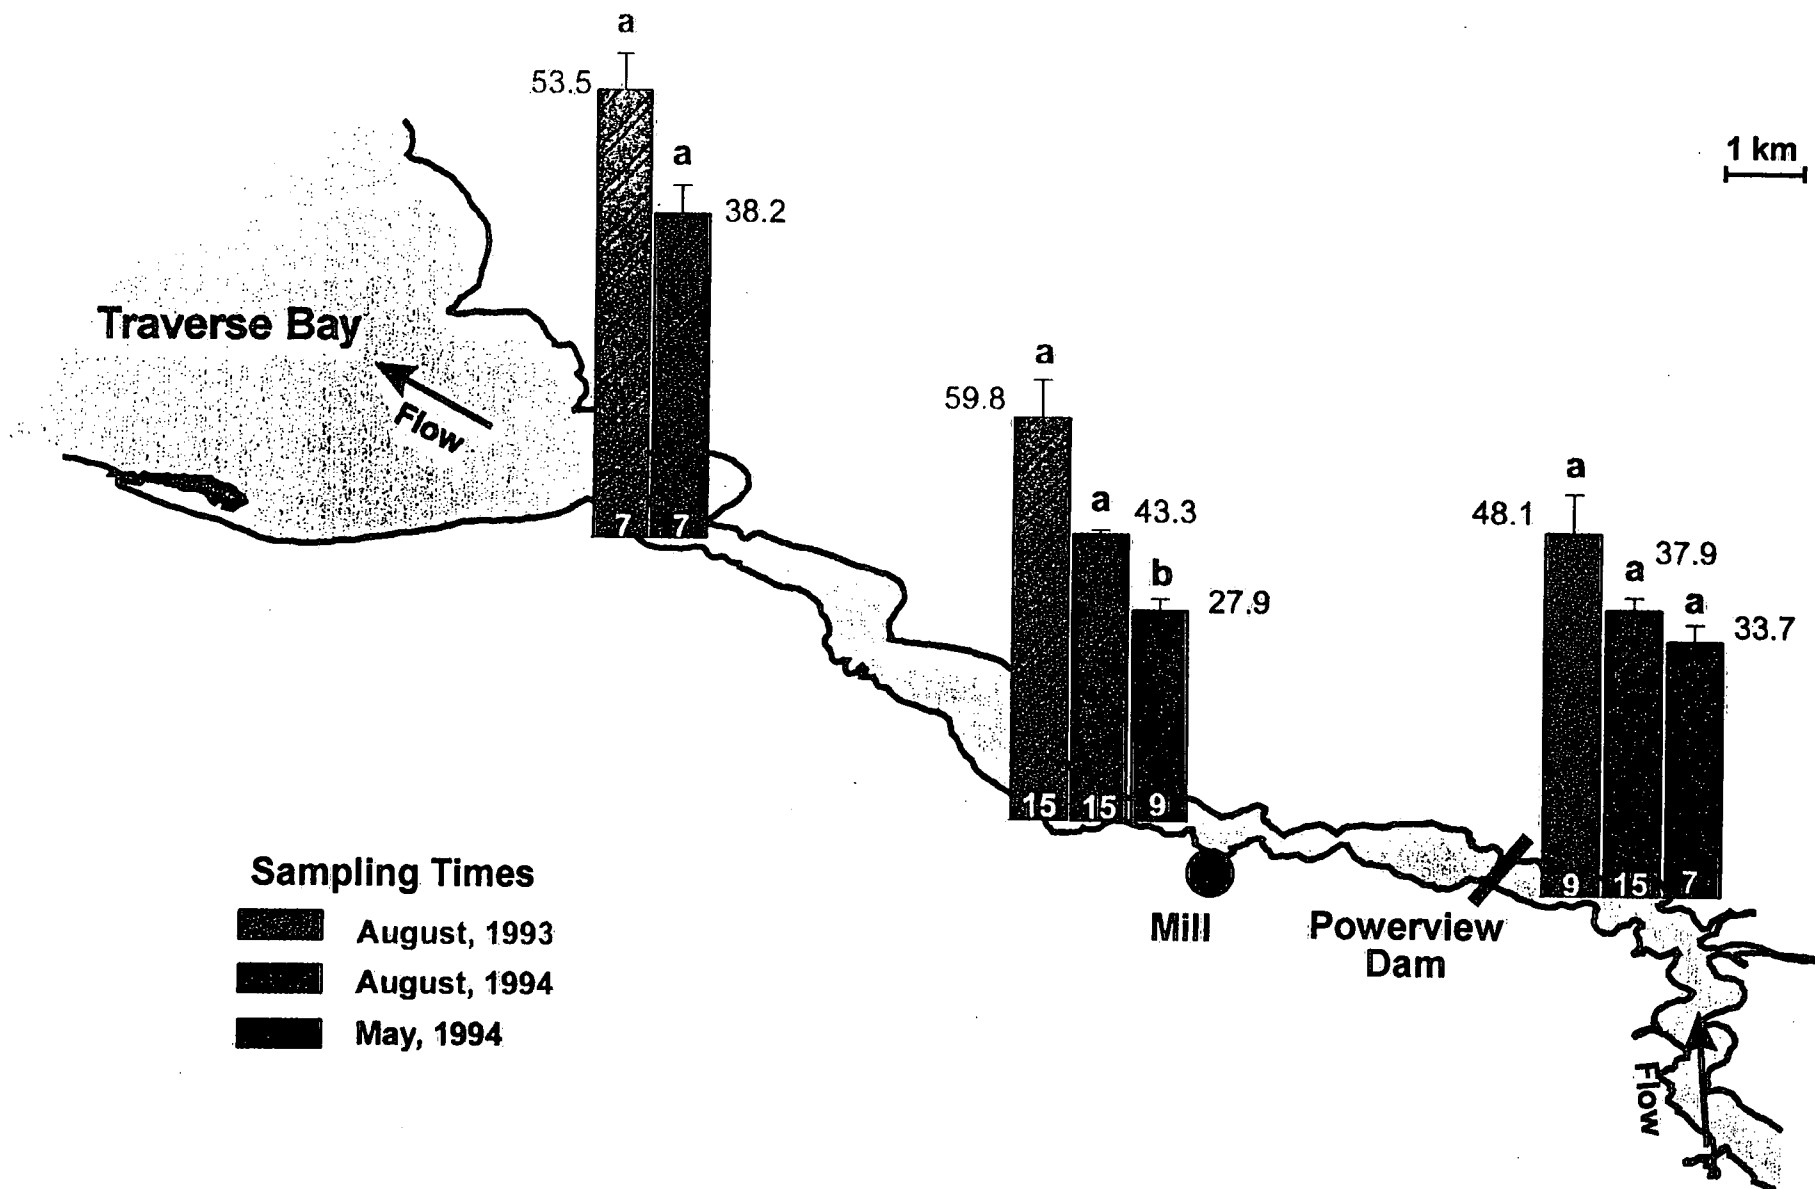 a
53.5
a
38.2
1 km
Traverse Bay
Flow
7 7
a
59.8
a 43.3
b
27.9
15 15 9
a
48.1
a 37.9
a
33.7
9 15 7
Mill
Powerview
Dam
Flow
Sampling Times
August, 1993
August, 1994
May, 1994